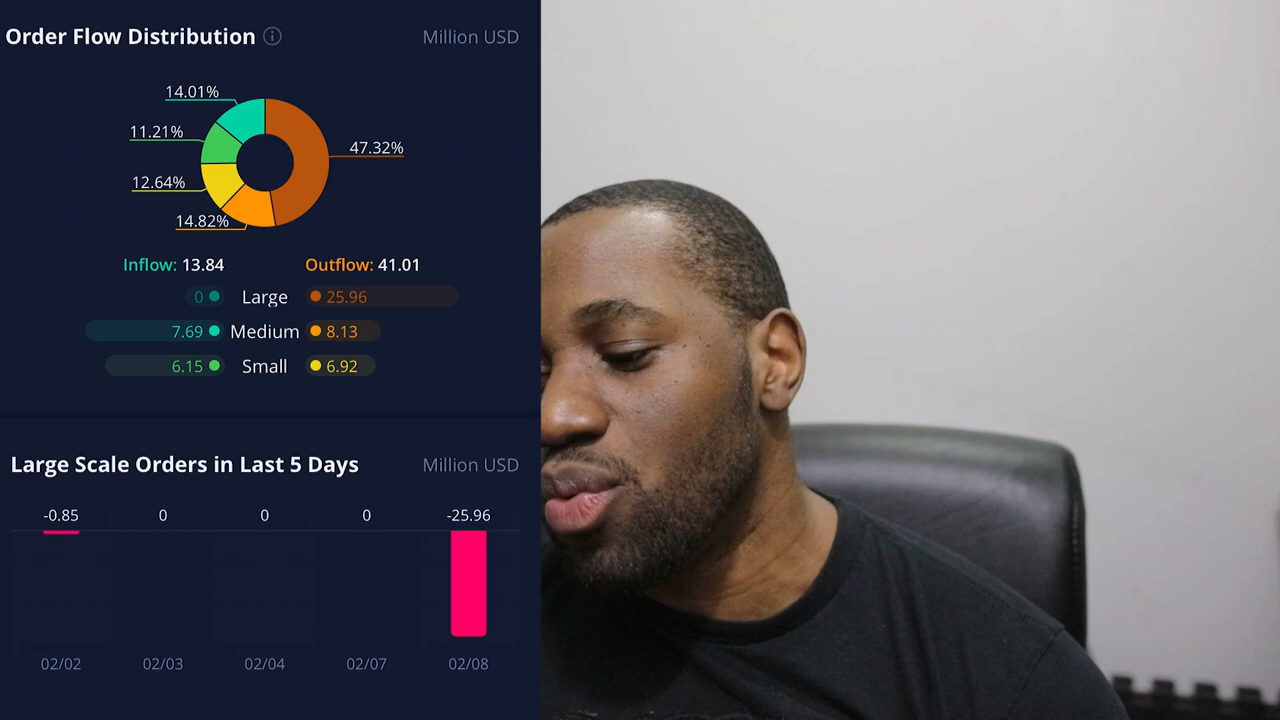 Order Flow Distribution Million USD
14.01%
11.21%
47.32%
12.64%
14.82%
Inflow: 13.84 Outflow: 41.01
0 Large 25.96
7.69 Medium 8.13
6.15 Small 6.92
Large Scale Orders in Last 5 Days Million USD
-0.85 0 0 0 -25.96
02/02 02/03 02/04 02/07 02/08